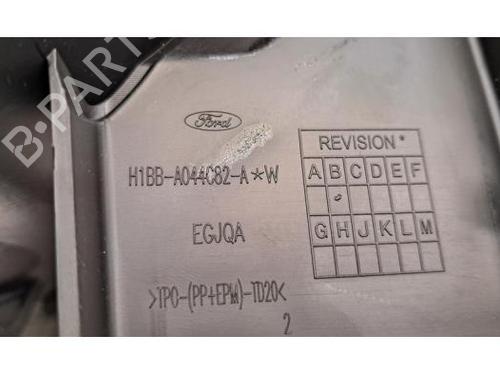 B-PARTS
Ford
REVISION*
A B C D E F
G H J K L M
H1BB-A044C82-A*W
EGJQA
>TPO-(PP+EPM)-TD20<
2